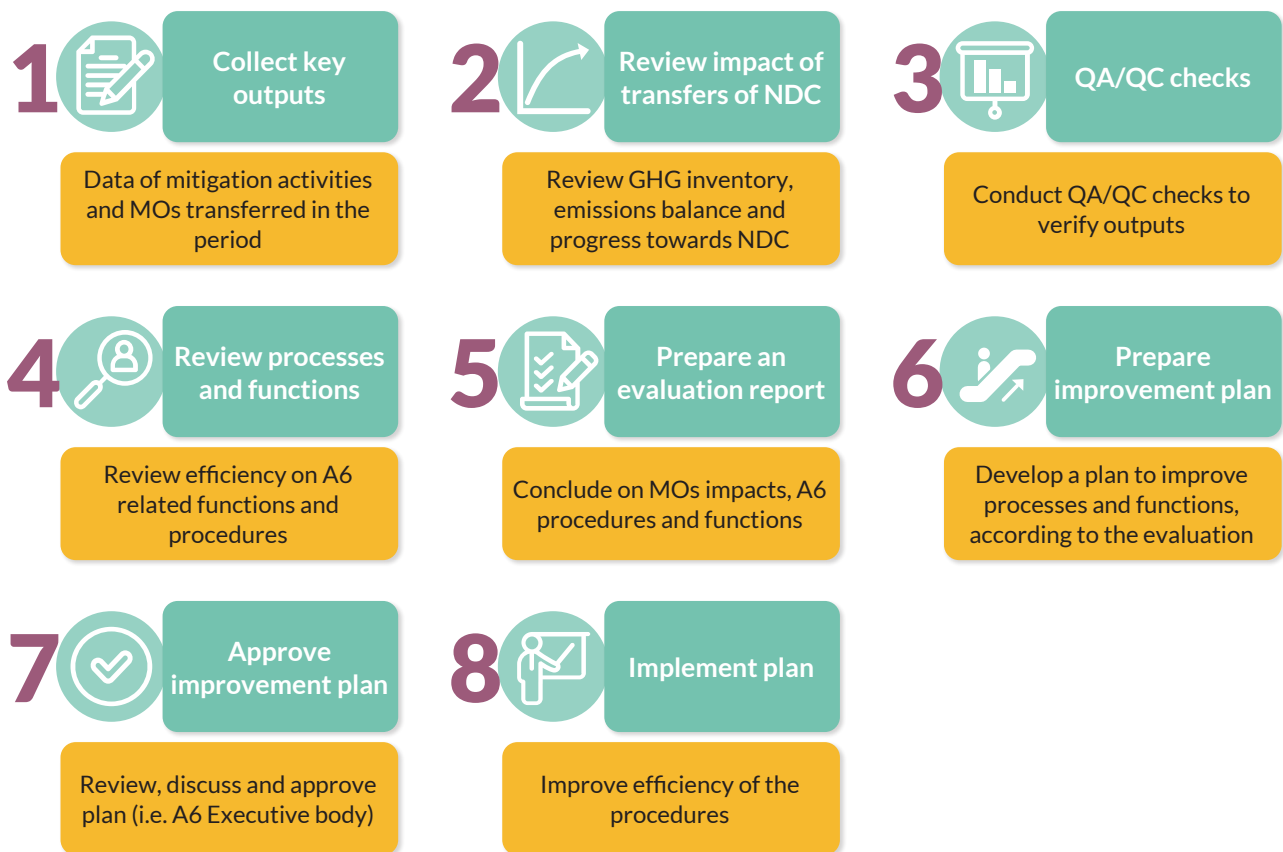 1
Collect key
outputs
Data of mitigation activities
and MOs transferred in the
period
2
Review impact of
transfers of NDC
Review GHG inventory,
emissions balance and
progress towards NDC
3
QA/QC checks
Conduct QA/QC checks to
verify outputs
4
Review processes
and functions
Review efficiency on A6
related functions and
procedures
5
Prepare an
evaluation report
Conclude on MOs impacts, A6
procedures and functions
6
Prepare
improvement plan
Develop a plan to improve
processes and functions,
according to the evaluation
7
Approve
improvement plan
Review, discuss and approve
plan (i.e. A6 Executive body)
8
Implement plan
Improve efficiency of the
procedures